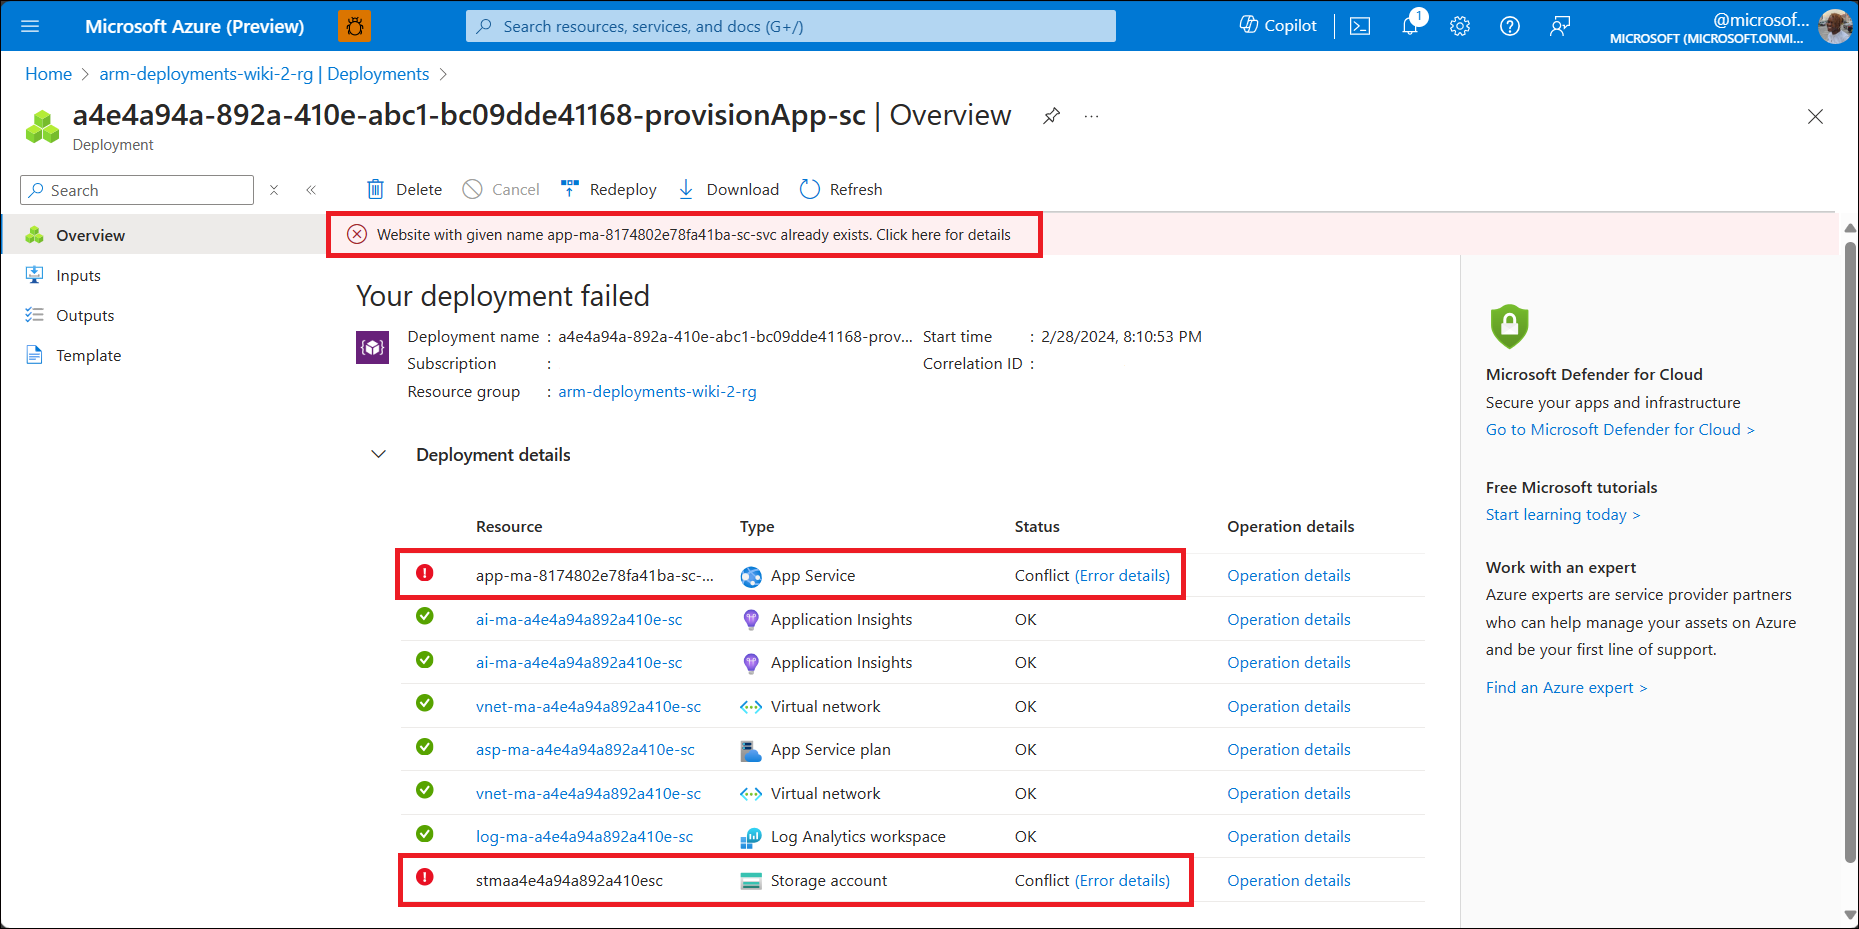 Microsoft Azure (Preview)
Search resources, services, and docs (G+/)
Copilot
1
@microsof...
MICROSOFT (MICROSOFT.ONMI...
Home > arm-deployments-wiki-2-rg | Deployments >
a4e4a94a-892a-410e-abc1-bc09dde41168-provisionApp-sc | Overview
...
Deployment
Search
Delete
Cancel
Redeploy
Download
Refresh
Overview
Inputs
Outputs
Template
Website with given name app-ma-8174802e78fa41ba-sc-svc already exists. Click here for details
Your deployment failed
Deployment name : a4e4a94a-892a-410e-abc1-bc09dde41168-prov...
Subscription :
Resource group : arm-deployments-wiki-2-rg
Start time : 2/28/2024, 8:10:53 PM
Correlation ID :
Deployment details
Resource Type Status Operation details
app-ma-8174802e78fa41ba-sc-... App Service Conflict (Error details) Operation details
ai-ma-a4e4a94a892a410e-sc Application Insights OK Operation details
ai-ma-a4e4a94a892a410e-sc Application Insights OK Operation details
vnet-ma-a4e4a94a892a410e-sc Virtual network OK Operation details
asp-ma-a4e4a94a892a410e-sc App Service plan OK Operation details
vnet-ma-a4e4a94a892a410e-sc Virtual network OK Operation details
log-ma-a4e4a94a892a410e-sc Log Analytics workspace OK Operation details
stmaa4e4a94a892a410esc Storage account Conflict (Error details) Operation details
Microsoft Defender for Cloud
Secure your apps and infrastructure
Go to Microsoft Defender for Cloud >
Free Microsoft tutorials
Start learning today >
Work with an expert
Azure experts are service provider partners
who can help manage your assets on Azure
and be your first line of support.
Find an Azure expert >